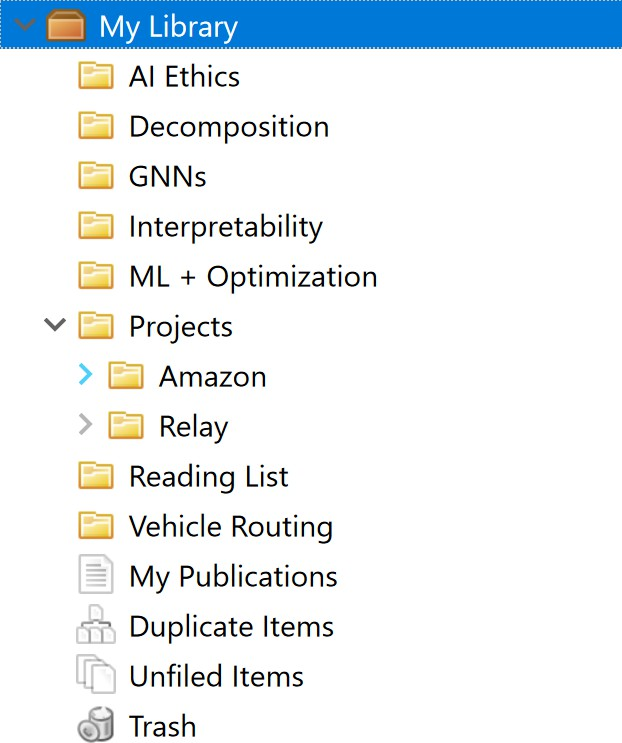 My Library
AI Ethics
Decomposition
GNNs
Interpretability
ML + Optimization
Projects
Amazon
Relay
Reading List
Vehicle Routing
My Publications
Duplicate Items
Unfiled Items
Trash